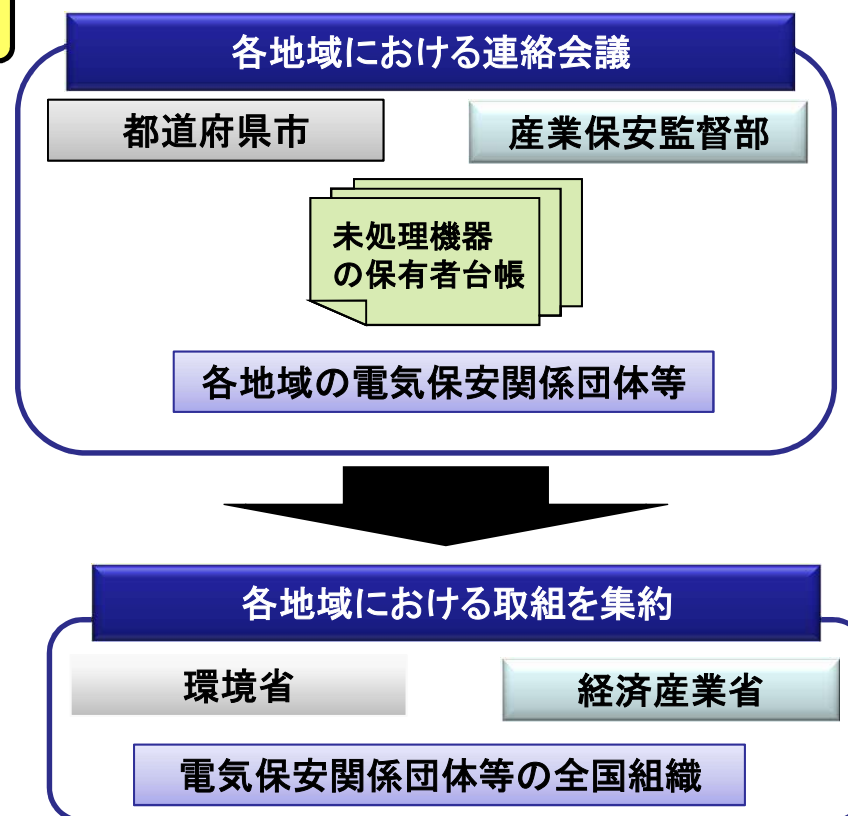 各地域における連絡会議
都道府県市
産業保安監督部
未処理機器
の保有者台帳
各地域の電気保安関係団体等
各地域における取組を集約
環境省
経済産業省
電気保安関係団体等の全国組織